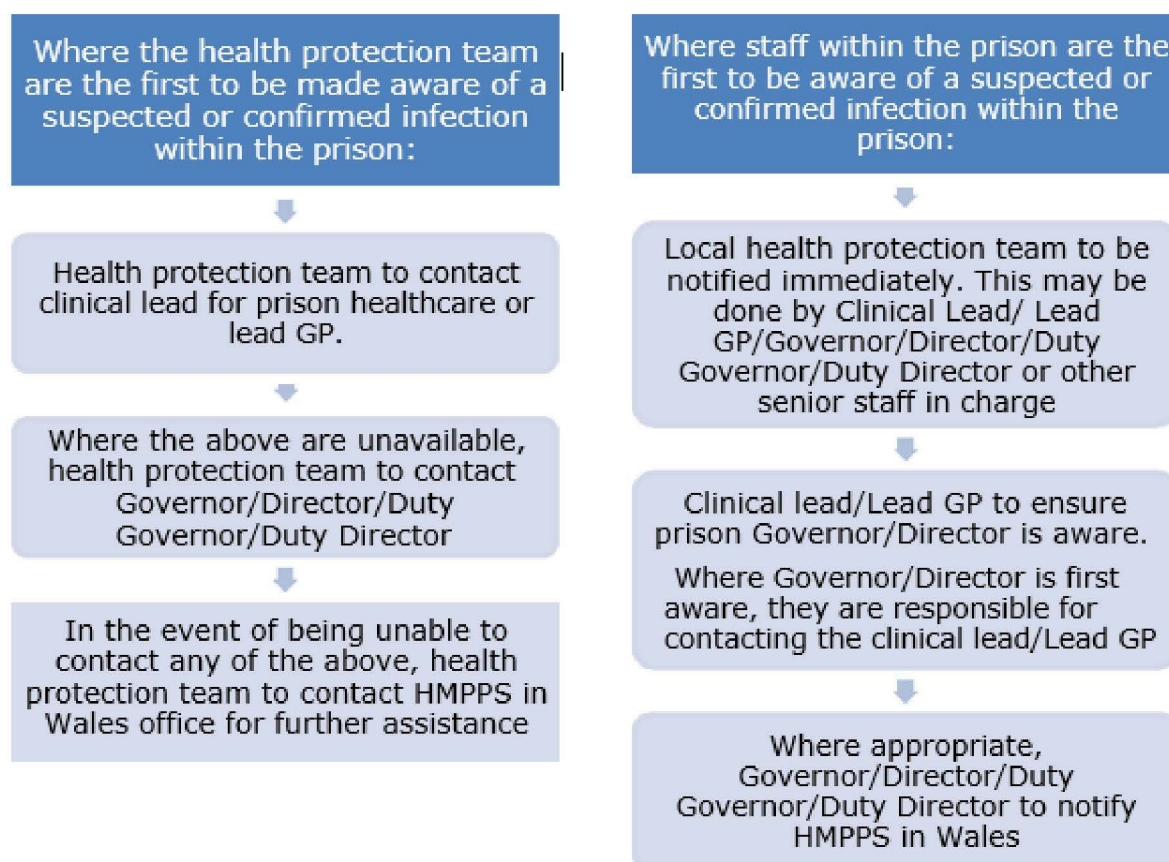 Where the health protection team
are the first to be made aware of a
suspected or confirmed infection
within the prison:
Health protection team to contact
clinical lead for prison healthcare or
lead GP.
Where the above are unavailable,
health protection team to contact
Governor/Director/Duty
Governor/Duty Director
In the event of being unable to
contact any of the above, health
protection team to contact HMPPS in
Wales office for further assistance
Where staff within the prison are the
first to be aware of a suspected or
confirmed infection within the
prison:
Local health protection team to be
notified immediately. This may be
done by Clinical Lead/ Lead
GP/Governor/Director/Duty
Governor/Duty Director or other
senior staff in charge
Clinical lead/Lead GP to ensure
prison Governor/Director is aware.
Where Governor/Director is first
aware, they are responsible for
contacting the clinical lead/Lead GP
Where appropriate,
Governor/Director/Duty
Governor/Duty Director to notify
HMPPS in Wales